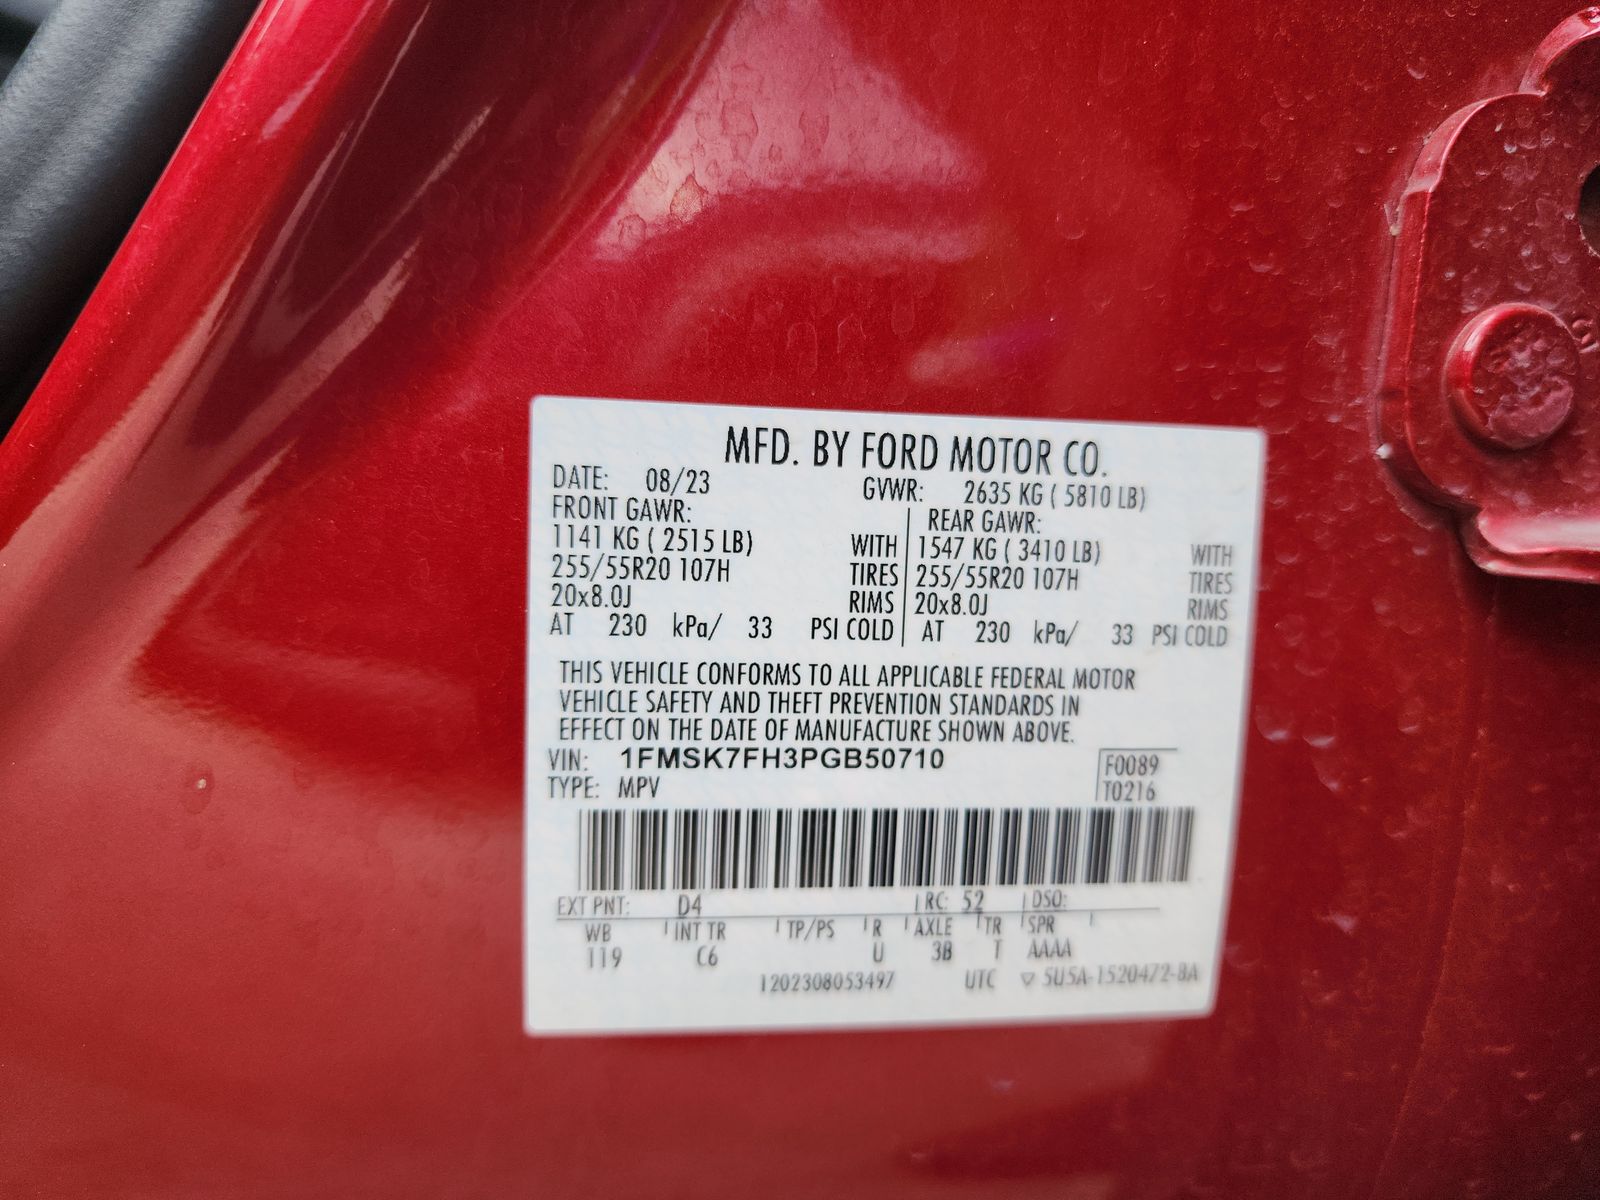 MFD. BY FORD MOTOR CO.
DATE: 08/23 GVWR: 2635 KG ( 5810 LB)
FRONT GAWR: REAR GAWR:
1141 KG ( 2515 LB) WITH 1547 KG ( 3410 LB) WITH
255/55R20 107H TIRES 255/55R20 107H TIRES
20x8.0J RIMS 20x8.0J RIMS
AT 230 kPa/ 33 PSI COLD AT 230 kPa/ 33 PSI COLD
THIS VEHICLE CONFORMS TO ALL APPLICABLE FEDERAL MOTOR
VEHICLE SAFETY AND THEFT PREVENTION STANDARDS IN
EFFECT ON THE DATE OF MANUFACTURE SHOWN ABOVE.
VIN: 1FMSK7FH3PGB50710 F0089
TYPE: MPV T0216
EXT PNT: D4 RC: 52 DSO:
WB INT TR TP/PS R AXLE TR SPR
119 C6 U 3B T AAAA
1202308053497 UTC ▽ 5U5A-1520472-BA